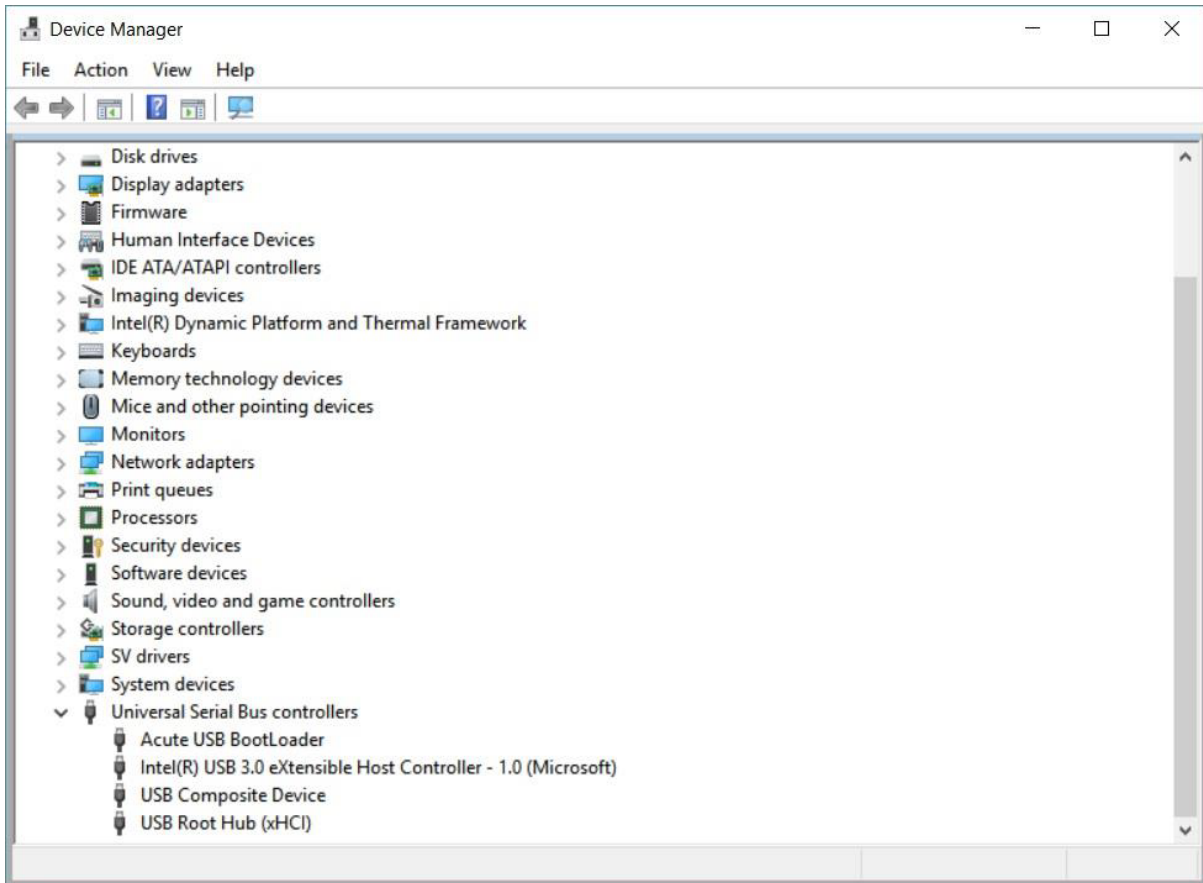 Device Manager
File Action View Help
Disk drives
Display adapters
Firmware
Human Interface Devices
IDE ATA/ATAPI controllers
Imaging devices
Intel(R) Dynamic Platform and Thermal Framework
Keyboards
Memory technology devices
Mice and other pointing devices
Monitors
Network adapters
Print queues
Processors
Security devices
Software devices
Sound, video and game controllers
Storage controllers
SV drivers
System devices
Universal Serial Bus controllers
Acute USB BootLoader
Intel(R) USB 3.0 eXtensible Host Controller - 1.0 (Microsoft)
USB Composite Device
USB Root Hub (xHCI)